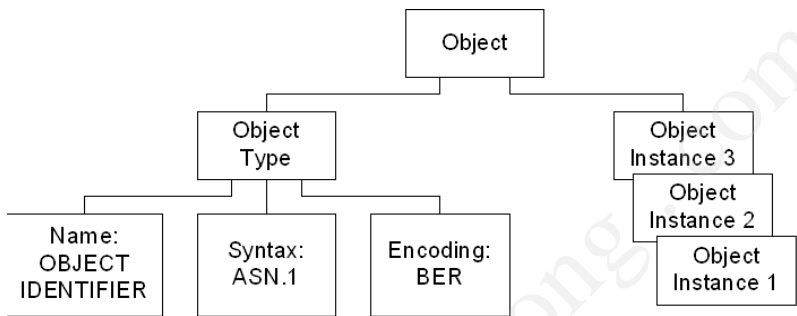 Object
Object
Type
Object
Instance 3
Object
Instance 2
Object
Instance 1
Name:
OBJECT
IDENTIFIER
Syntax:
ASN.1
Encoding:
BER